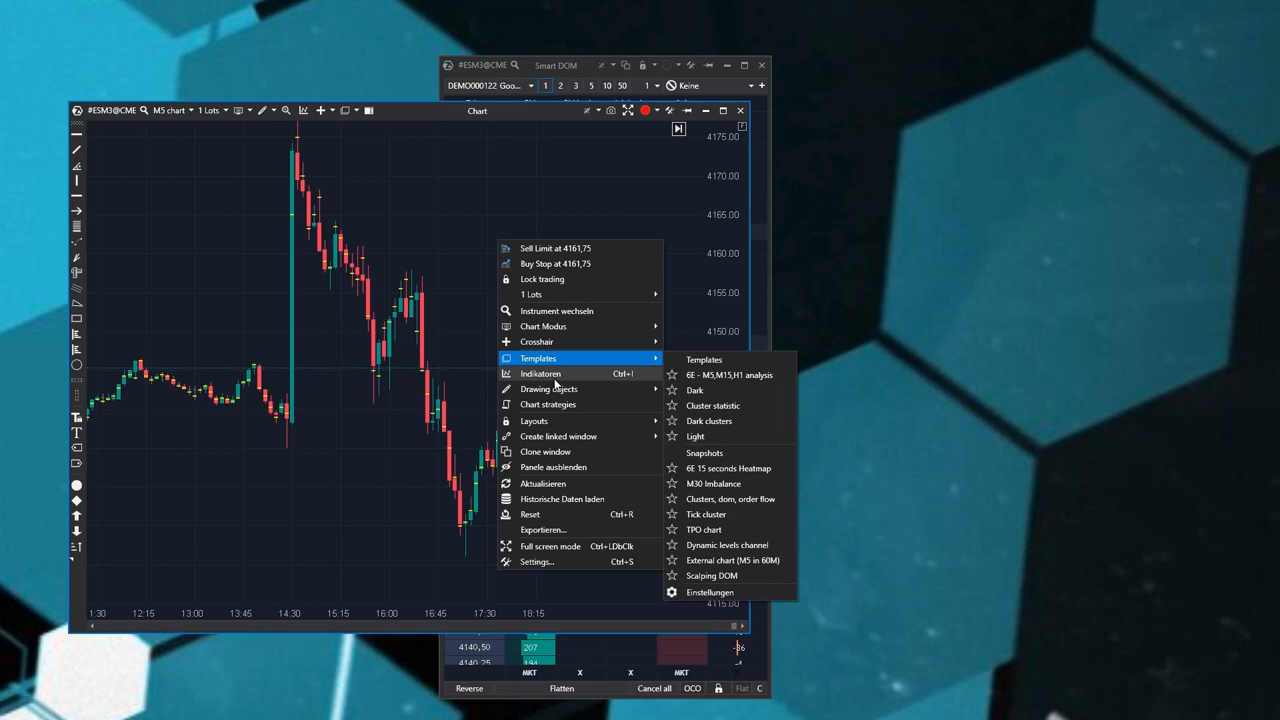 #ESM3@CME Smart DOM
DEMO000122 Goo... 1 2 3 5 10 50 1 Keine
#ESM3@CME M5 chart 1 Lots Chart
4175.00
4170.00
4165.00
4160.00
4155.00
4150.00
4115.00
1:30 12:15 13:00 13:45 14:30 15:15 16:00 16:45 17:30 18:15
Sell Limit at 4161,75
Buy Stop at 4161,75
Lock trading
1 Lots
Instrument wechseln
Chart Modus
Crosshair
Templates
Indikatoren Ctrl+I
Drawing objects
Chart strategies
Layouts
Create linked window
Clone window
Panele ausblenden
Aktualisieren
Historische Daten laden
Reset Ctrl+R
Exportieren...
Full screen mode Ctrl+LDbClk
Settings... Ctrl+S
Templates
6E - M5,M15,H1 analysis
Dark
Cluster statistic
Dark clusters
Light
Snapshots
6E 15 seconds Heatmap
M30 Imbalance
Clusters, dom, order flow
Tick cluster
TPO chart
Dynamic levels channel
External chart (M5 in 60M)
Scalping DOM
Einstellungen
4140,50 207 -36
4140,25 194 -4
MKT X X MKT
Reverse Flatten Cancel all OCO Flat C